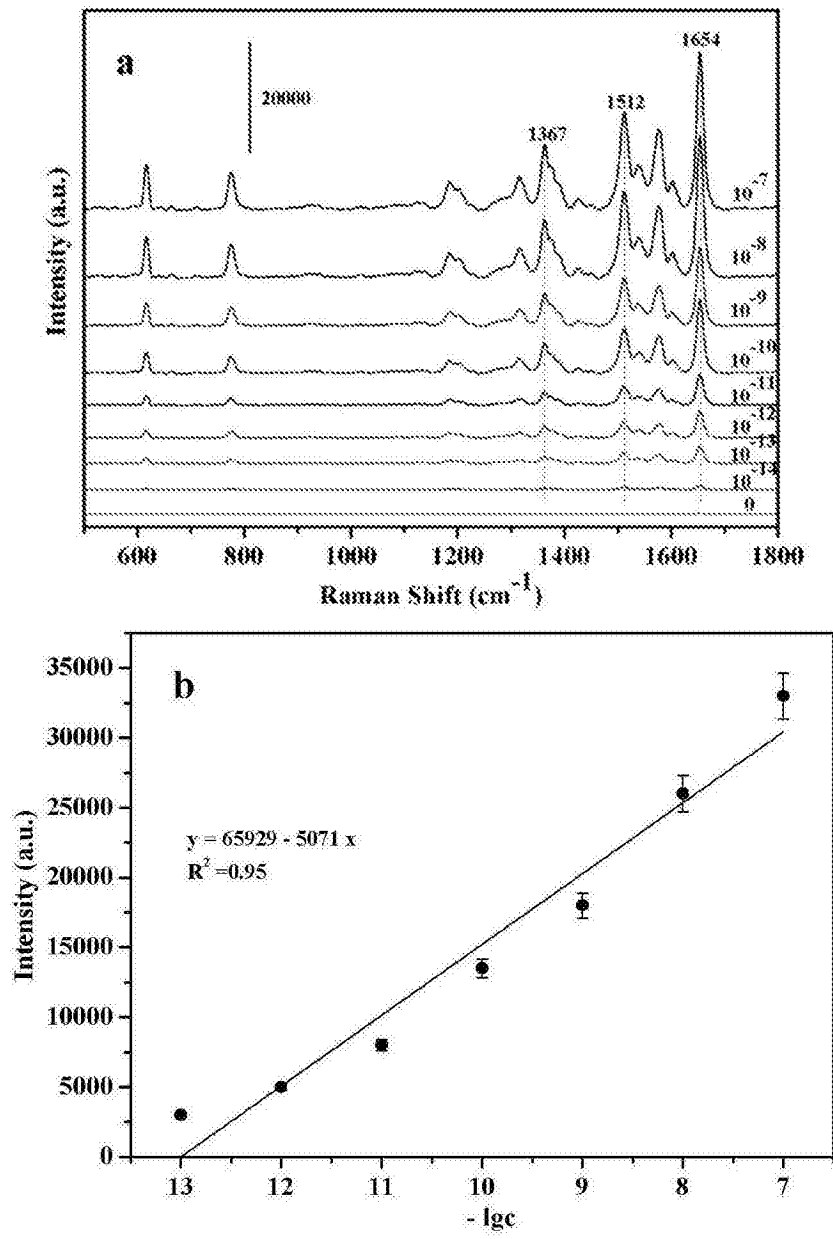 a
20000
1367
1512
1654
10⁻⁷
10⁻⁸
10⁻⁹
10⁻¹⁰
10⁻¹¹
10⁻¹²
10⁻¹³
10⁻¹⁴
0
Intensity (a.u.)
600 800 1000 1200 1400 1600 1800
Raman Shift (cm⁻¹)
b
35000
30000
25000
20000
15000
10000
5000
0
y = 65929 - 5071 x
R² =0.95
Intensity (a.u.)
13 12 11 10 9 8 7
- lgc